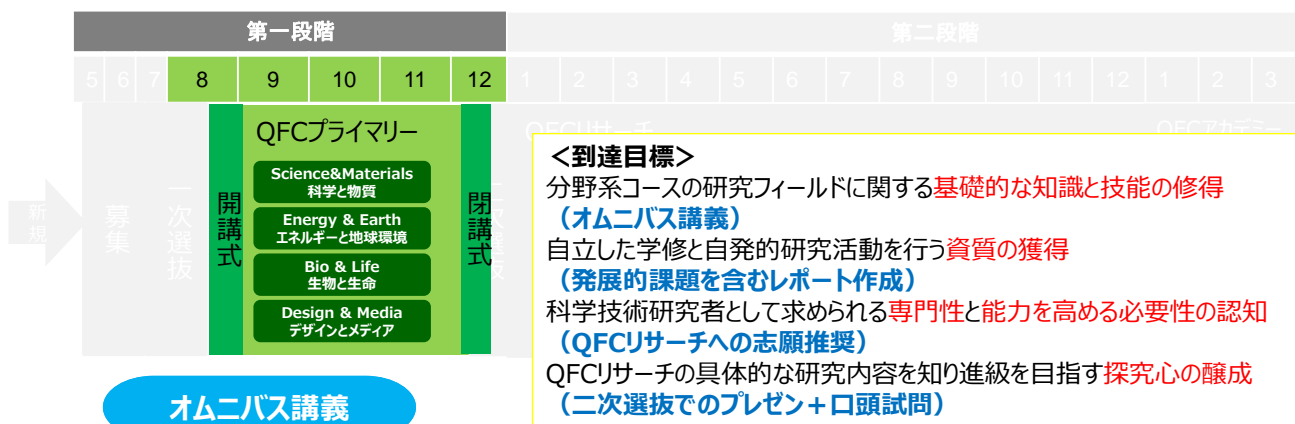 第一段階
第二段階
5 6 7 8 9 10 11 12 1 2 3 4 5 6 7 8 9 10 11 12 1 2 3
新規
募集
一次選抜
開講式
QFCプライマリー
Science&Materials
科学と物質
Energy & Earth
エネルギーと地球環境
Bio & Life
生物と生命
Design & Media
デザインとメディア
閉講式
QFCリサーチ
QFCアカデミー
オムニバス講義
＜到達目標＞
分野系コースの研究フィールドに関する基礎的な知識と技能の修得
（オムニバス講義）
自立した学修と自発的研究活動を行う資質の獲得
（発展的課題を含むレポート作成）
科学技術研究者として求められる専門性と能力を高める必要性の認知
（QFCリサーチへの志願推奨）
QFCリサーチの具体的な研究内容を知り進級を目指す探究心の醸成
（二次選抜でのプレゼン＋口頭試問）